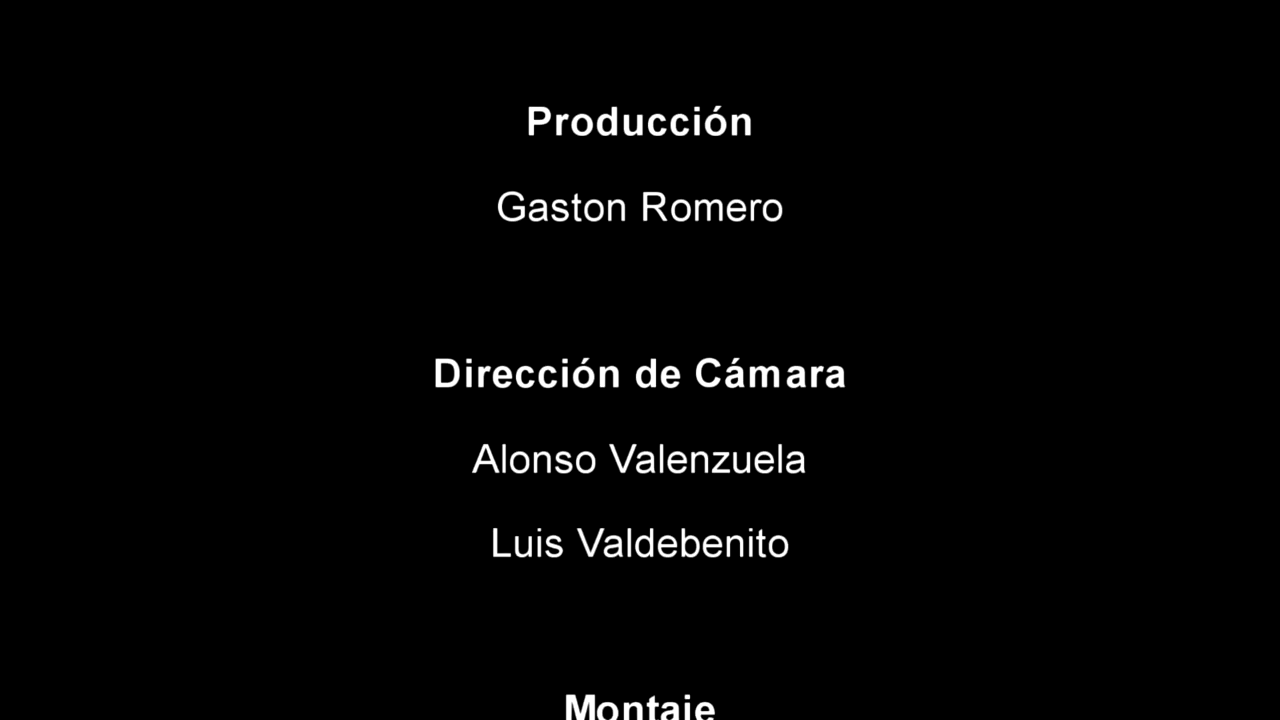 Producción
Gaston Romero
Dirección de Cámara
Alonso Valenzuela
Luis Valdebenito
Montaje